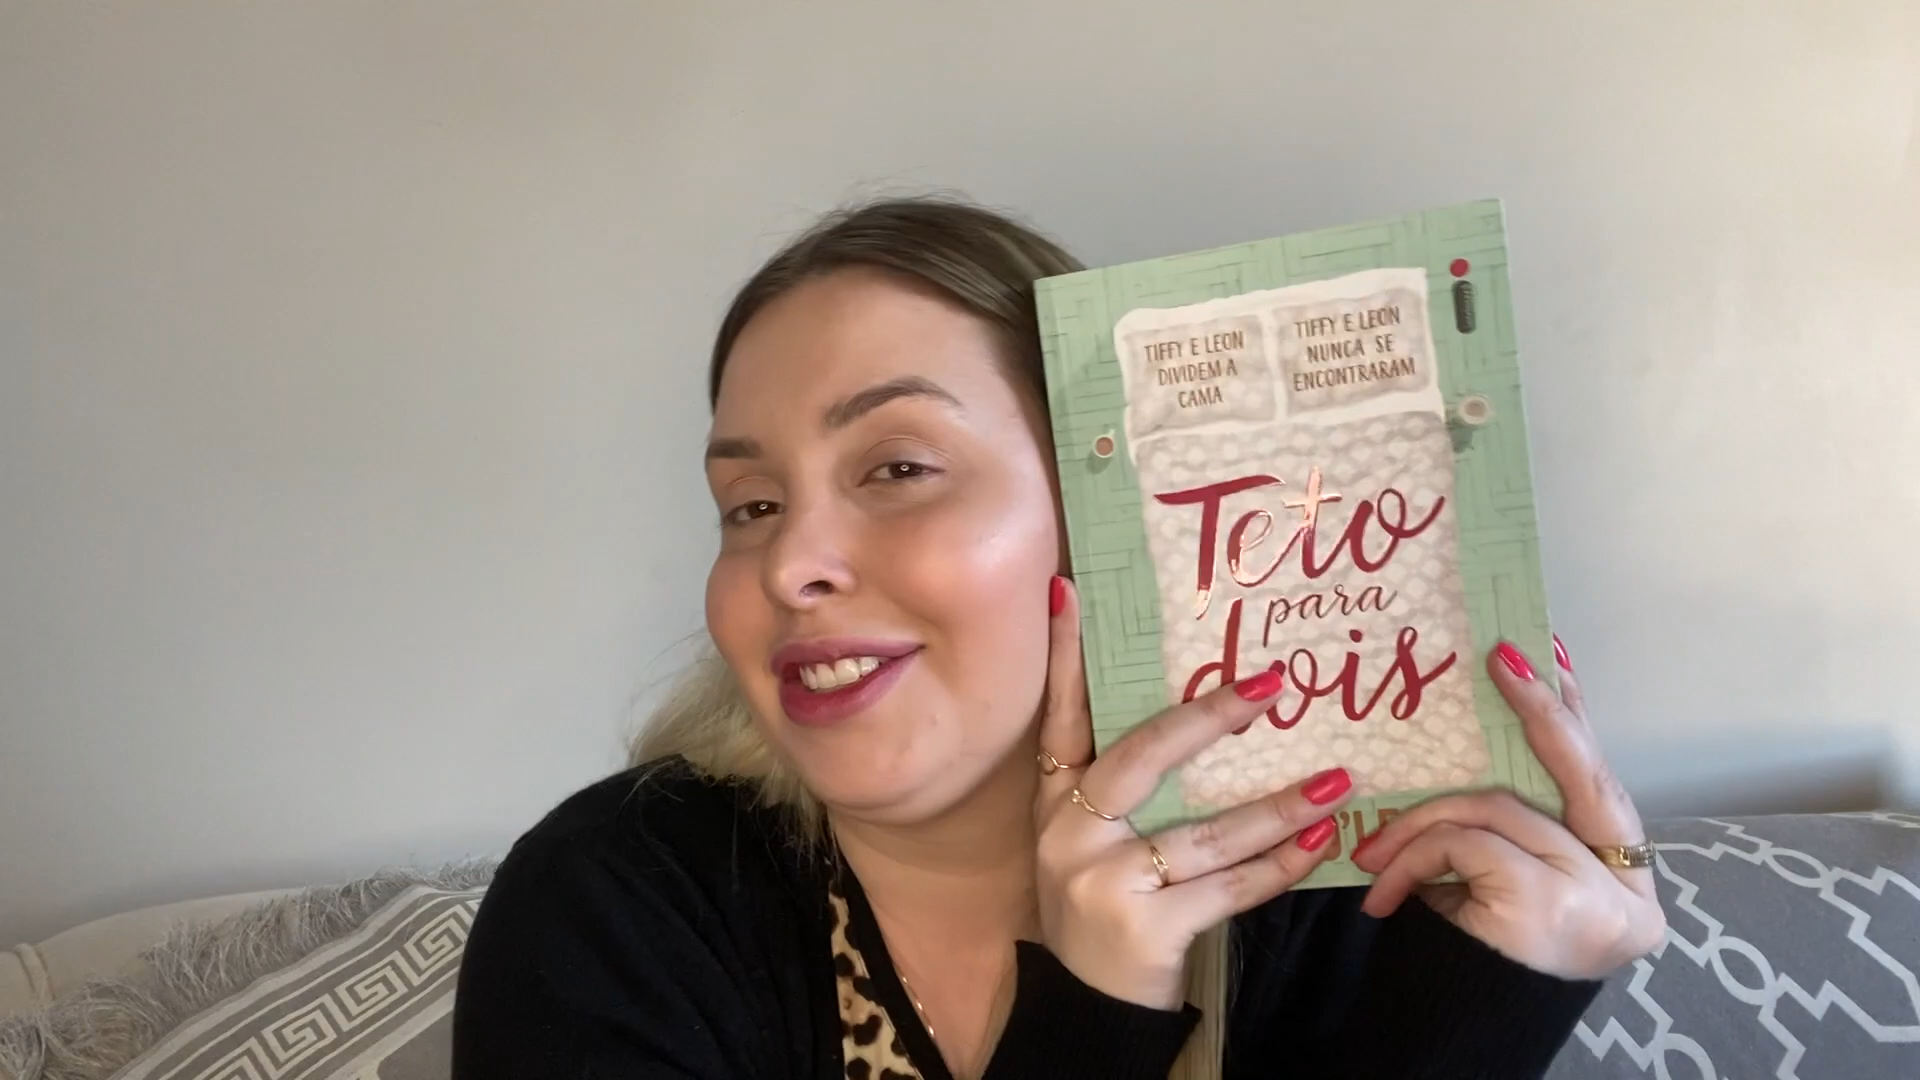 TIFFY E LEON
DIVIDEM A
CAMA
TIFFY E LEON
NUNCA SE
ENCONTRARAM
Teto
para
dois